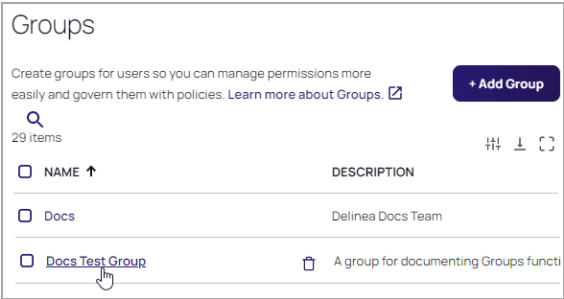 Groups
Create groups for users so you can manage permissions more
easily and govern them with policies. Learn more about Groups.
+ Add Group
29 items
NAME
DESCRIPTION
Docs
Delinea Docs Team
Docs Test Group
A group for documenting Groups functi